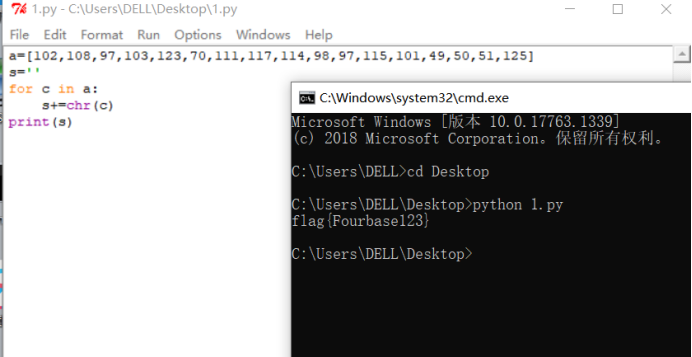 1.py - C:\Users\DELL\Desktop\1.py
File Edit Format Run Options Windows Help
a=[102,108,97,103,123,70,111,117,114,98,97,115,101,49,50,51,125]
s=''
for c in a:
    s+=chr(c)
print(s)
C:\Windows\system32\cmd.exe
Microsoft Windows [版本 10.0.17763.1339]
(c) 2018 Microsoft Corporation。保留所有权利。
C:\Users\DELL>cd Desktop
C:\Users\DELL\Desktop>python 1.py
flag{Fourbase123}
C:\Users\DELL\Desktop>